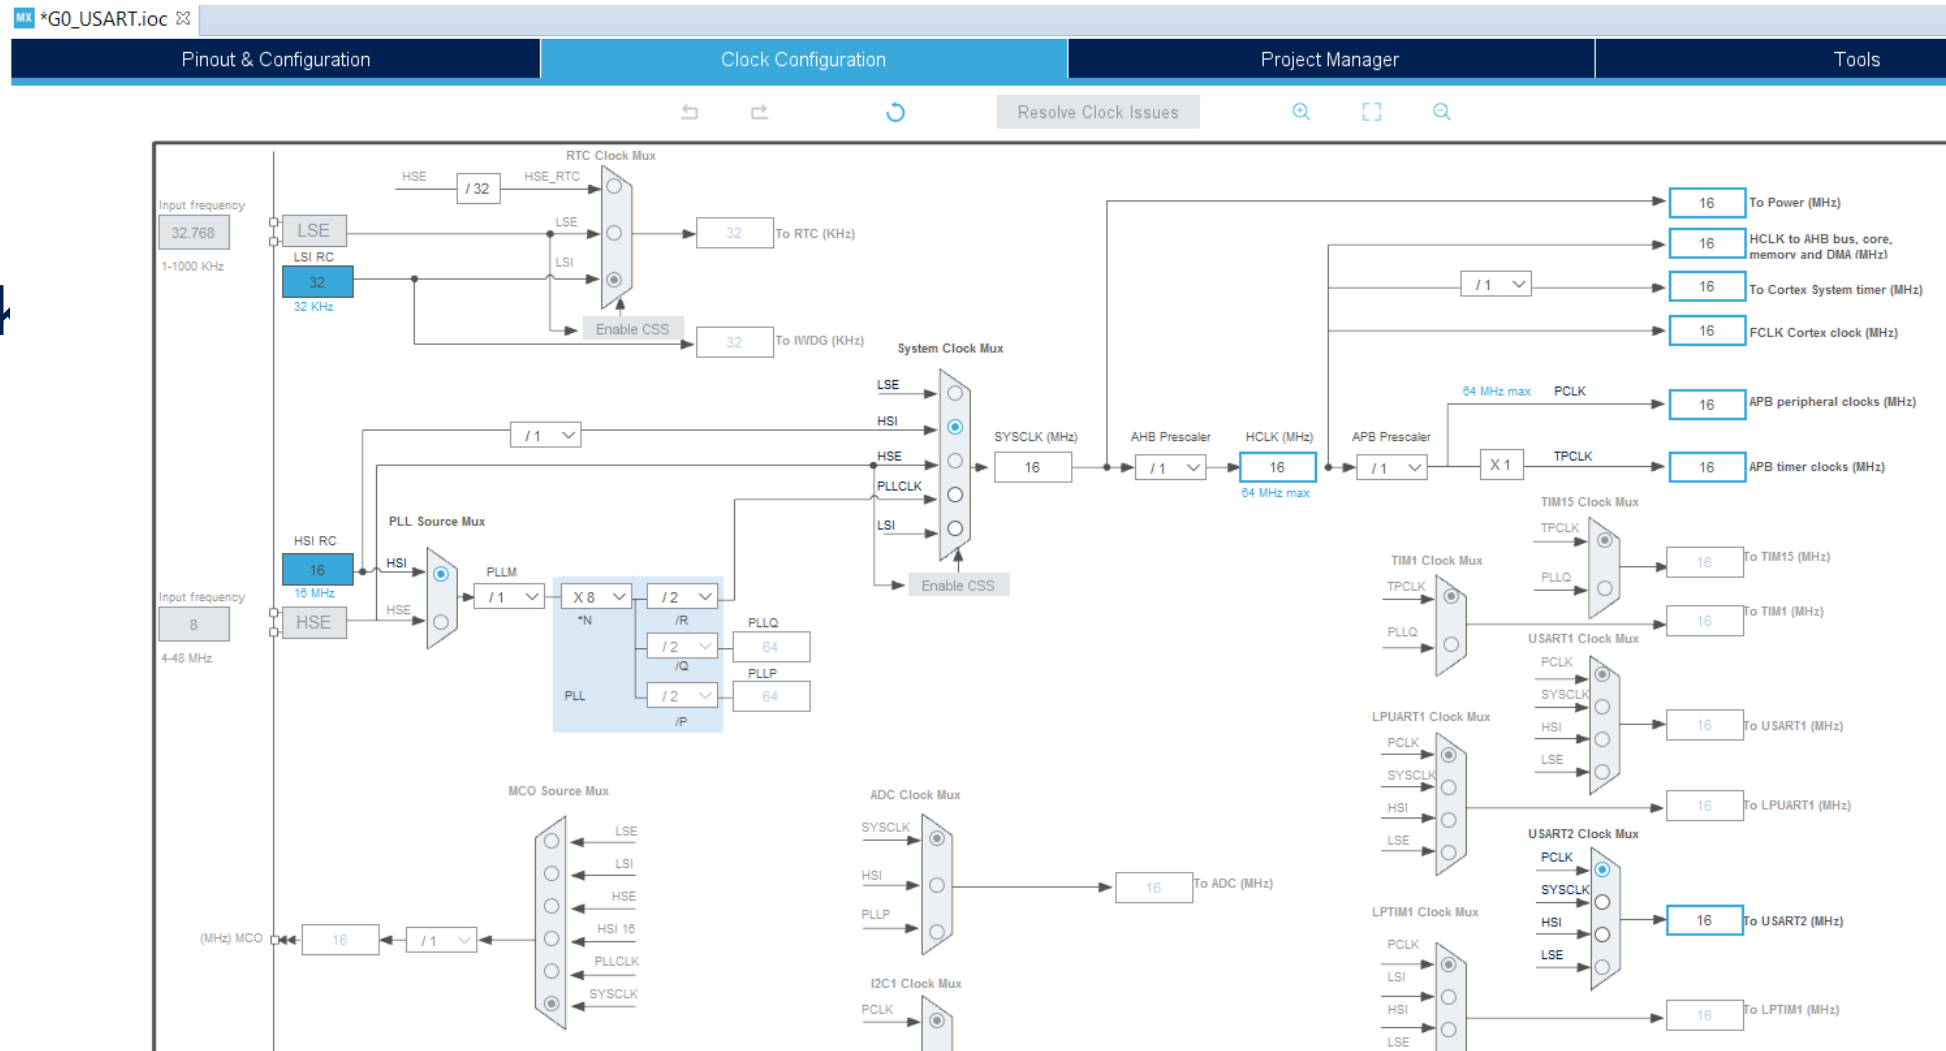 MX *G0_USART.ioc
Pinout & Configuration
Clock Configuration
Project Manager
Tools
Resolve Clock Issues
RTC Clock Mux
HSE
/ 32
HSE_RTC
Input frequency
32.768
1-1000 KHz
LSE
LSE
32
To RTC (KHz)
LSI RC
32
32 KHz
LSI
Enable CSS
32
To IWDG (KHz)
16
To Power (MHz)
16
HCLK to AHB bus, core,
memory and DMA (MHz)
/ 1
16
To Cortex System timer (MHz)
16
FCLK Cortex clock (MHz)
System Clock Mux
LSE
HSI
HSE
PLLCLK
LSI
/ 1
SYSCLK (MHz)
16
AHB Prescaler
/ 1
HCLK (MHz)
16
64 MHz max
APB Prescaler
/ 1
64 MHz max
PCLK
16
APB peripheral clocks (MHz)
X 1
TPCLK
16
APB timer clocks (MHz)
Enable CSS
HSI RC
16
16 MHz
PLL Source Mux
HSI
HSE
Input frequency
8
4-48 MHz
HSE
PLLM
/ 1
X 8
*N
/ 2
/R
/ 2
/Q
PLLQ
64
/ 2
/P
PLLP
64
PLL
TIM15 Clock Mux
TPCLK
PLLQ
16
To TIM15 (MHz)
TIM1 Clock Mux
TPCLK
PLLQ
16
To TIM1 (MHz)
USART1 Clock Mux
PCLK
SYSCLK
HSI
LSE
16
To USART1 (MHz)
LPUART1 Clock Mux
PCLK
SYSCLK
HSI
LSE
16
To LPUART1 (MHz)
USART2 Clock Mux
PCLK
SYSCLK
HSI
LSE
16
To USART2 (MHz)
LPTIM1 Clock Mux
PCLK
LSI
HSI
LSE
16
To LPTIM1 (MHz)
MCO Source Mux
LSE
LSI
HSE
HSI 16
PLLCLK
SYSCLK
(MHz) MCO
16
/ 1
ADC Clock Mux
SYSCLK
HSI
PLLP
16
To ADC (MHz)
I2C1 Clock Mux
PCLK